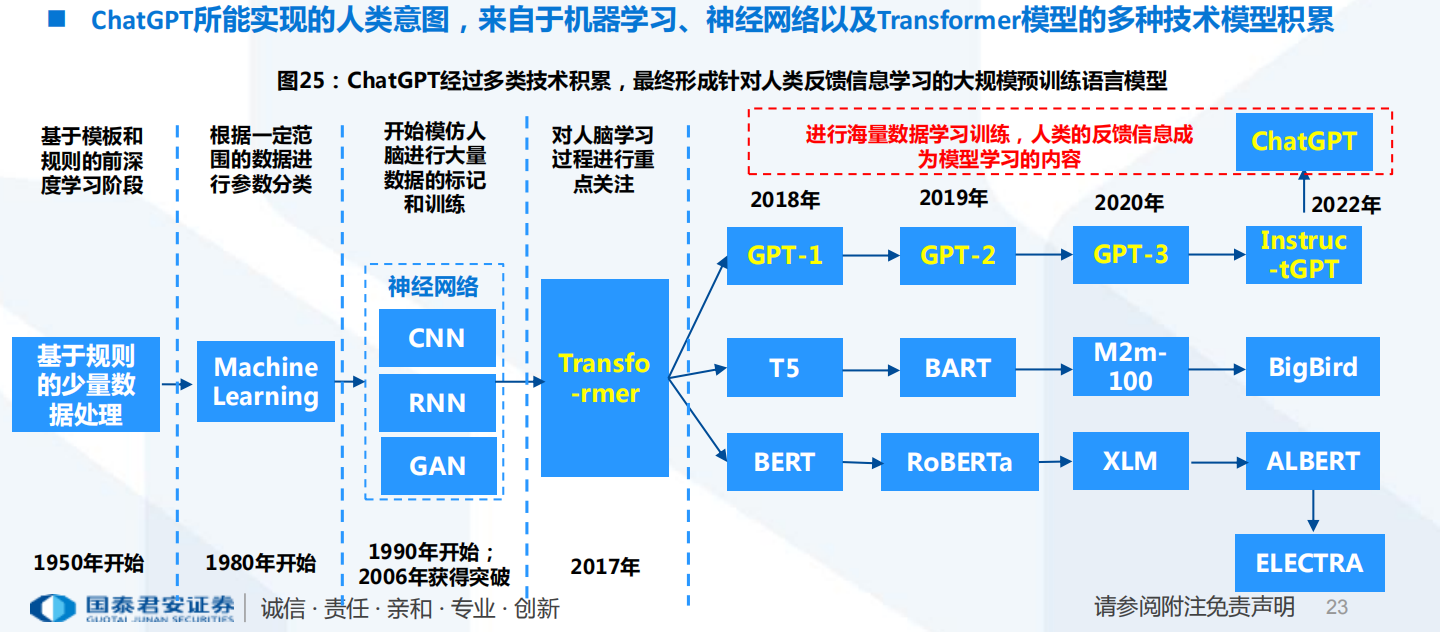 ChatGPT所能实现的人类意图，来自于机器学习、神经网络以及Transformer模型的多种技术模型积累
图25：ChatGPT经过多类技术积累，最终形成针对人类反馈信息学习的大规模预训练语言模型
基于模板和
规则的前深
度学习阶段
根据一定范
围的数据进
行参数分类
开始模仿人
脑进行大量
数据的标记
和训练
对人脑学习
过程进行重
点关注
进行海量数据学习训练，人类的反馈信息成
为模型学习的内容
ChatGPT
2018年
2019年
2020年
2022年
GPT-1
GPT-2
GPT-3
Instruc
-tGPT
神经网络
CNN
RNN
GAN
基于规则
的少量数
据处理
Machine
Learning
Transfo
-rmer
T5
BART
M2m-
100
BigBird
BERT
RoBERTa
XLM
ALBERT
ELECTRA
1950年开始
1980年开始
1990年开始；
2006年获得突破
2017年
国泰君安证券
GUOTAI JUNAN SECURITIES
诚信 · 责任 · 亲和 · 专业 · 创新
请参阅附注免责声明
23